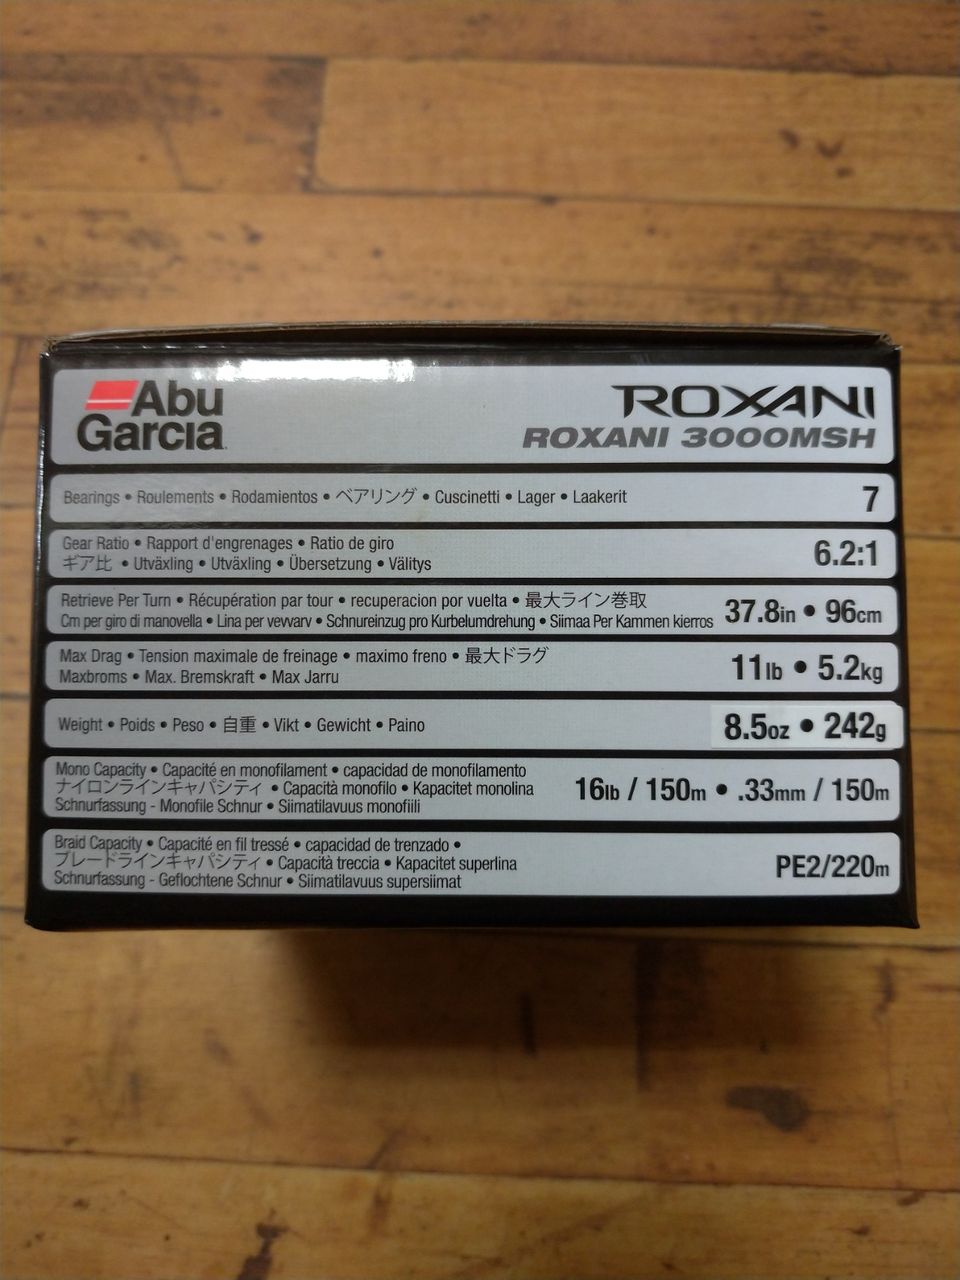 Abu
Garcia
ROXANI
ROXANI 3000MSH
Bearings • Roulements • Rodamientos • ベアリング • Cuscinetti • Lager • Laakerit 7
Gear Ratio • Rapport d'engrenages • Ratio de giro
ギア比 • Utväxling • Utväxling • Übersetzung • Välitys
6.2:1
Retrieve Per Turn • Récupération par tour • recuperacion por vuelta • 最大ライン巻取
Cm per giro di manovella • Lina per vevvarv • Schnureinzug pro Kurbelumdrehung • Siimaa Per Kammen kierros
37.8in • 96cm
Max Drag • Tension maximale de freinage • maximo freno • 最大ドラグ
Maxbroms • Max. Bremskraft • Max Jarru
11lb • 5.2kg
Weight • Poids • Peso • 自重 • Vikt • Gewicht • Paino 8.5oz • 242g
Mono Capacity • Capacité en monofilament • capacidad de monofilamento
ナイロンラインキャパシティ • Capacità monofilo • Kapacitet monolina
Schnurfassung - Monofile Schnur • Siimatilavuus monofiili
16lb / 150m • .33mm / 150m
Braid Capacity • Capacité en fil tressé • capacidad de trenzado •
ブレードラインキャパシティ • Capacità treccia • Kapacitet superlina
Schnurfassung - Geflochtene Schnur • Siimatilavuus supersiimat
PE2/220m